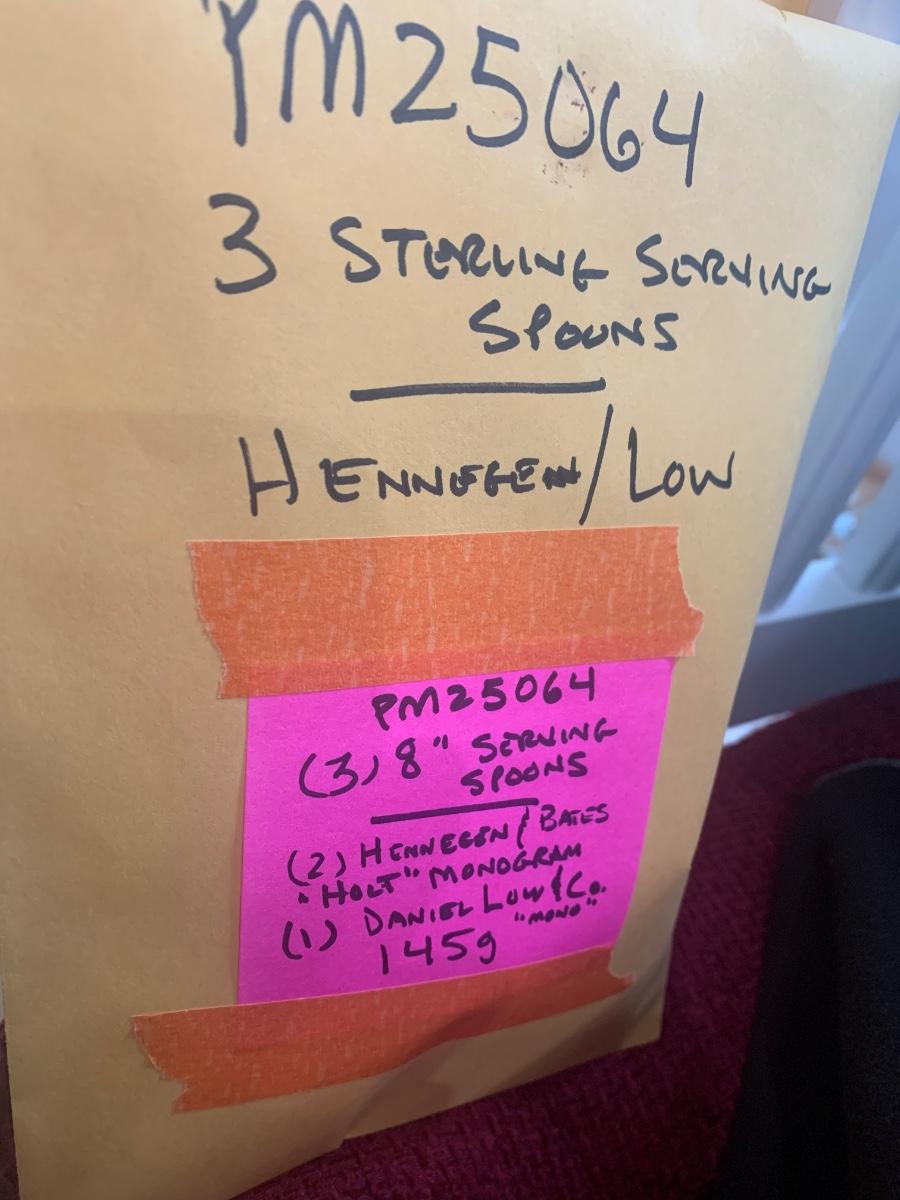 PM25064
3 STERLING SERVING
SPOONS
HENNEGEN/LOW
PM25064
(3) 8" SERVING
SPOONS
(2) HENNEGEN & BATES
"HOLT" MONOGRAM
(1) DANIEL LOW & Co.
"MONO"
145g